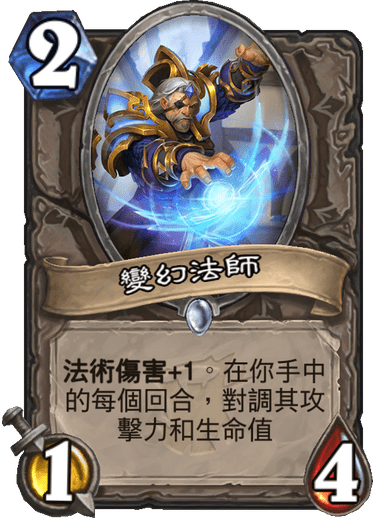 2
變幻法師
法術傷害+1。在你手中
的每個回合，對調其攻
擊力和生命值
1
4